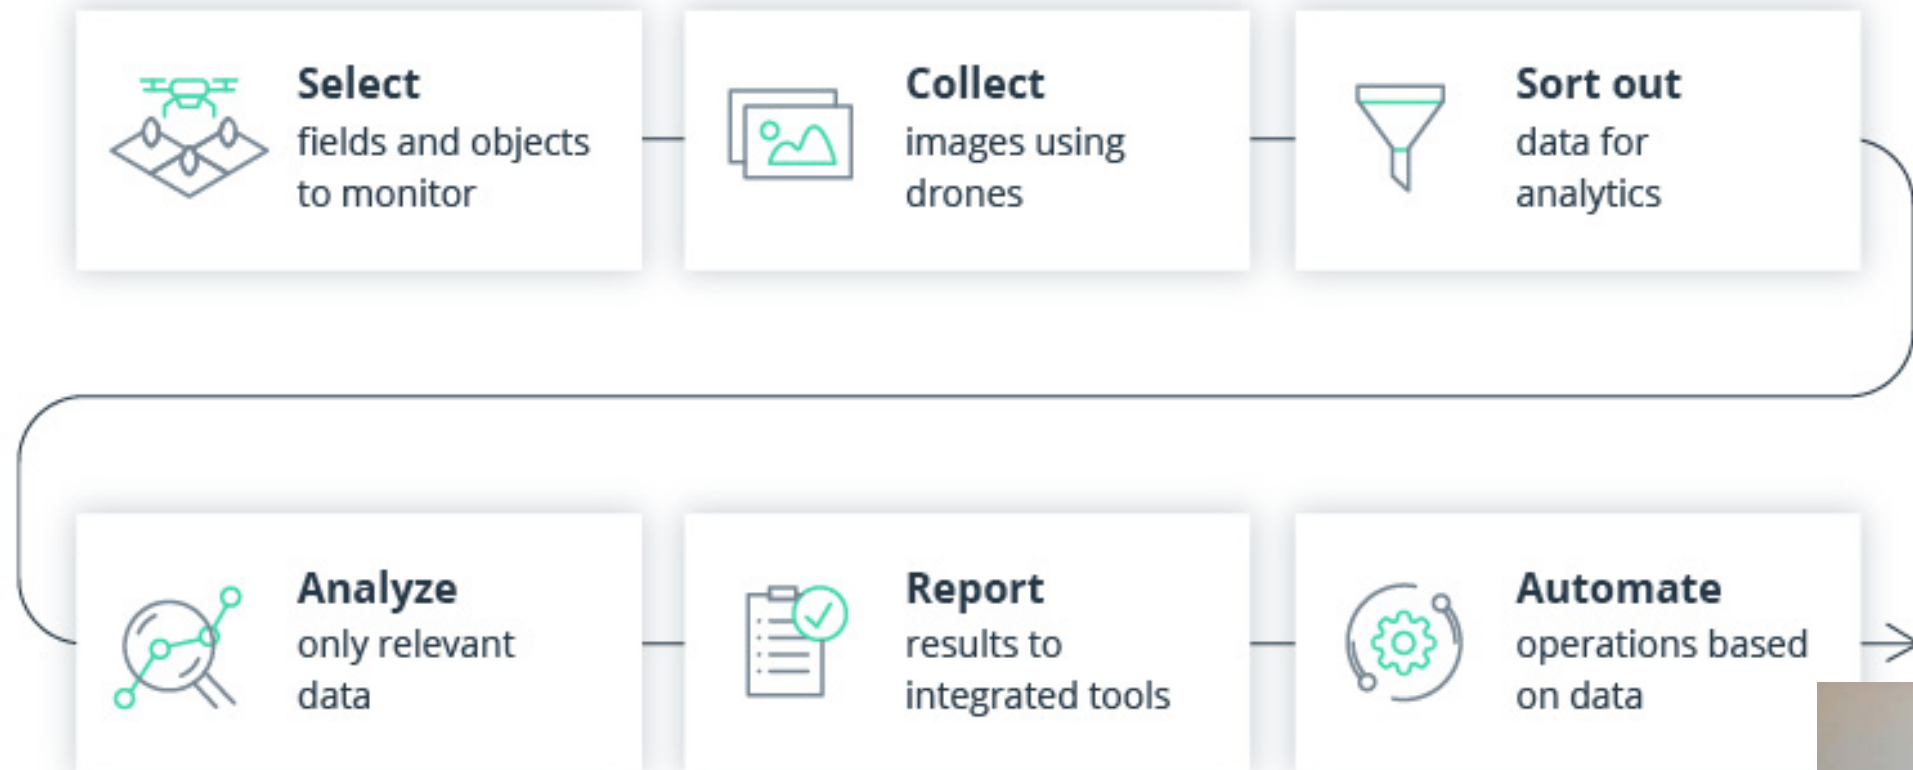 Select
fields and objects
to monitor
Collect
images using
drones
Sort out
data for
analytics
Analyze
only relevant
data
Report
results to
integrated tools
Automate
operations based
on data